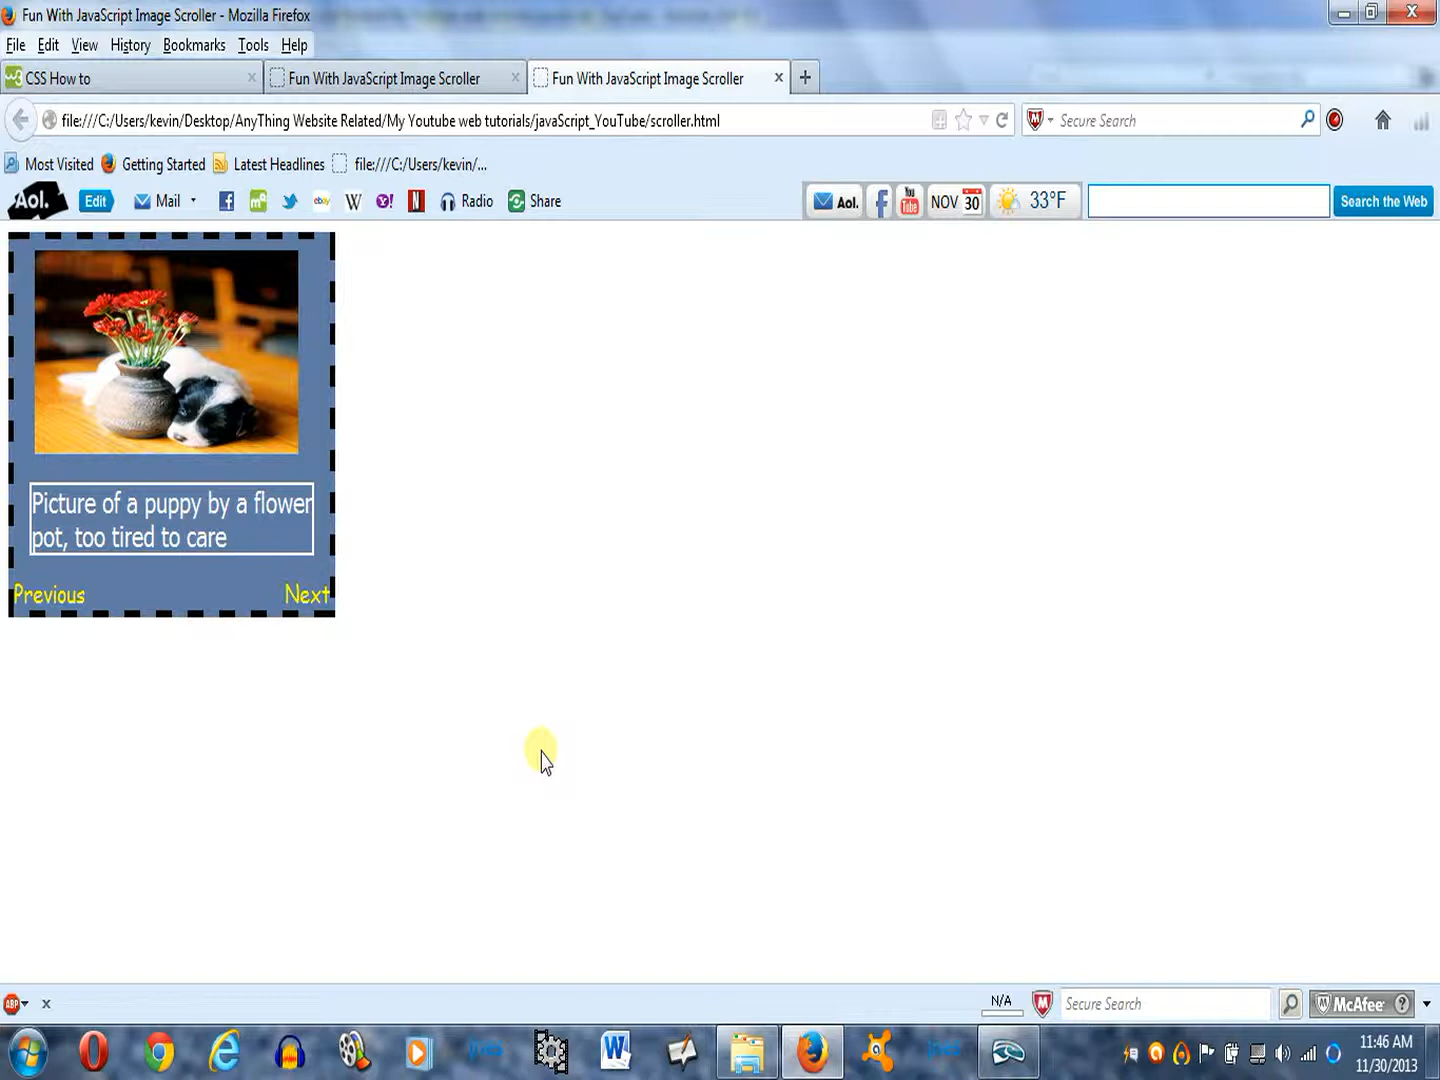 Fun With JavaScript Image Scroller - Mozilla Firefox
File Edit View History Bookmarks Tools Help
CSS How to
Fun With JavaScript Image Scroller
Fun With JavaScript Image Scroller
file:///C:/Users/kevin/Desktop/AnyThing Website Related/My Youtube web tutorials/javaScript_YouTube/scroller.html
Secure Search
Most Visited Getting Started Latest Headlines file:///C:/Users/kevin/...
Aol. Edit Mail ebay W Y! N Radio Share
Aol. You Tube NOV 30 33°F Search the Web
Picture of a puppy by a flower
pot, too tired to care
Previous Next
ABP x N/A Secure Search McAfee ?
11:46 AM
11/30/2013